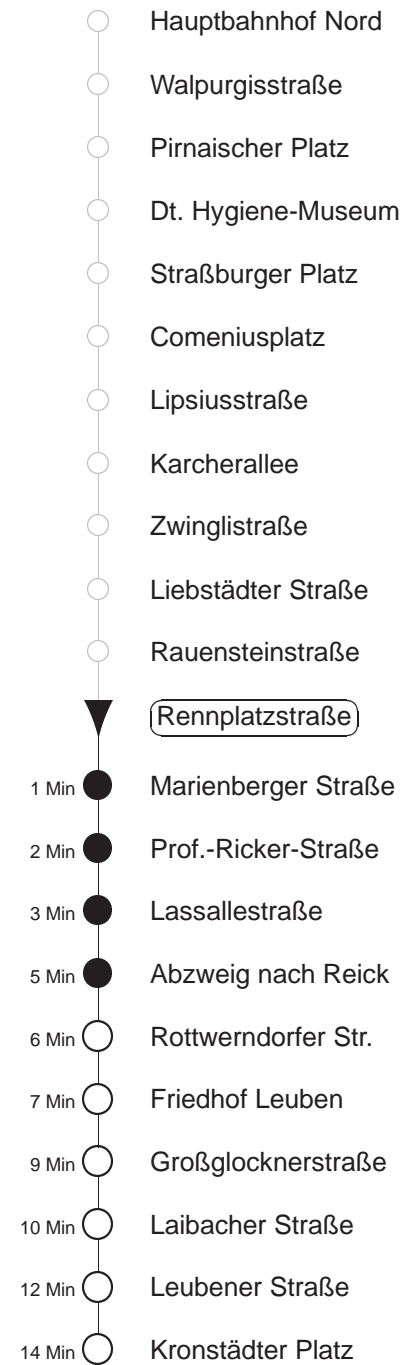 Hauptbahnhof Nord
Walpurgisstraße
Pirnaischer Platz
Dt. Hygiene-Museum
Straßburger Platz
Comeniusplatz
Lipsiusstraße
Karcherallee
Zwinglistraße
Liebstädter Straße
Rauensteinstraße
Rennplatzstraße
1 Min Marienberger Straße
2 Min Prof.-Ricker-Straße
3 Min Lassallestraße
5 Min Abzweig nach Reick
6 Min Rottwerndorfer Str.
7 Min Friedhof Leuben
9 Min Großglocknerstraße
10 Min Laibacher Straße
12 Min Leubener Straße
14 Min Kronstädter Platz